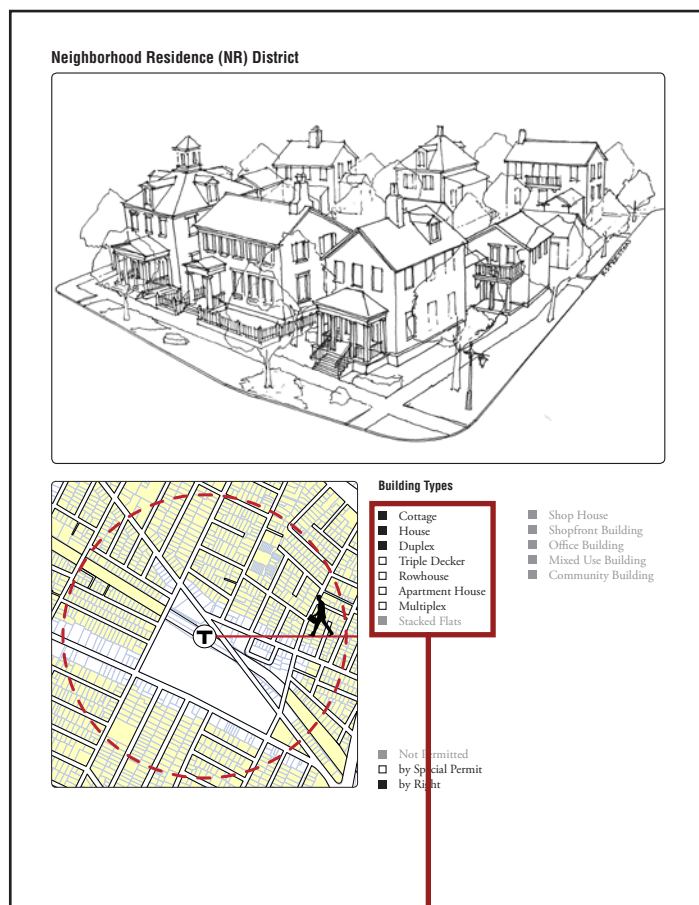 Neighborhood Residence (NR) District
Building Types
Cottage
House
Duplex
Triple Decker
Rowhouse
Apartment House
Multiplex
Stacked Flats
Shop House
Shopfront Building
Office Building
Mixed Use Building
Community Building
T
Not Permitted
by Special Permit
by Right